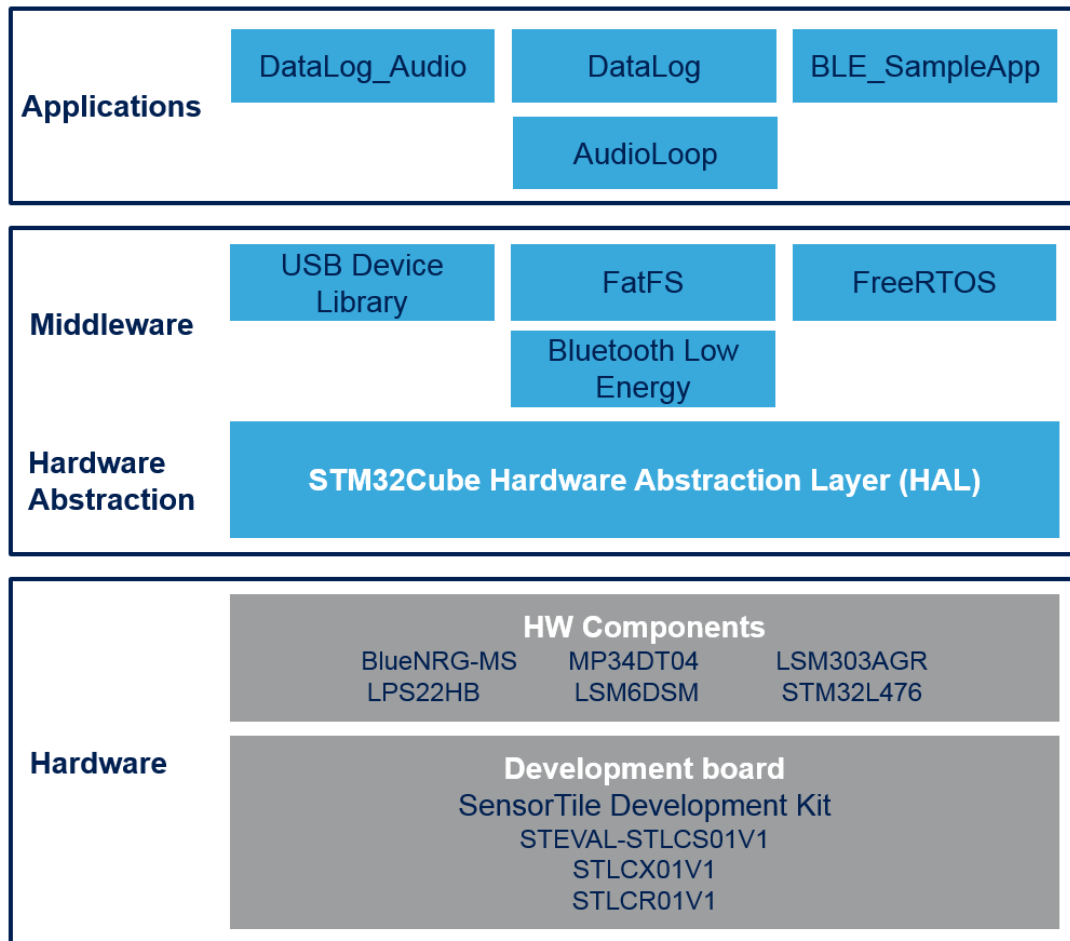 Applications
DataLog_Audio
DataLog
BLE_SampleApp
AudioLoop
Middleware
USB Device
Library
FatFS
FreeRTOS
Bluetooth Low
Energy
Hardware
Abstraction
STM32Cube Hardware Abstraction Layer (HAL)
Hardware
HW Components
BlueNRG-MS MP34DT04 LSM303AGR
LPS22HB LSM6DSM STM32L476
Development board
SensorTile Development Kit
STEVAL-STLCS01V1
STLCX01V1
STLCR01V1